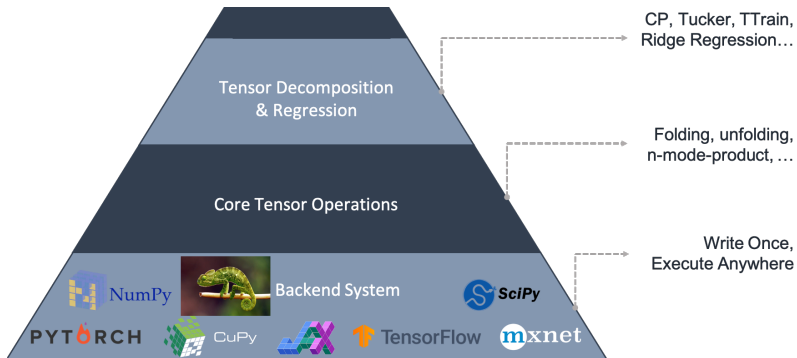 CP, Tucker, TTrain,
Ridge Regression…
Tensor Decomposition
& Regression
Folding, unfolding,
n-mode-product, …
Core Tensor Operations
Write Once,
Execute Anywhere
NumPy
Backend System
SciPy
PYTORCH
CuPy
JAX
TensorFlow
mxnet